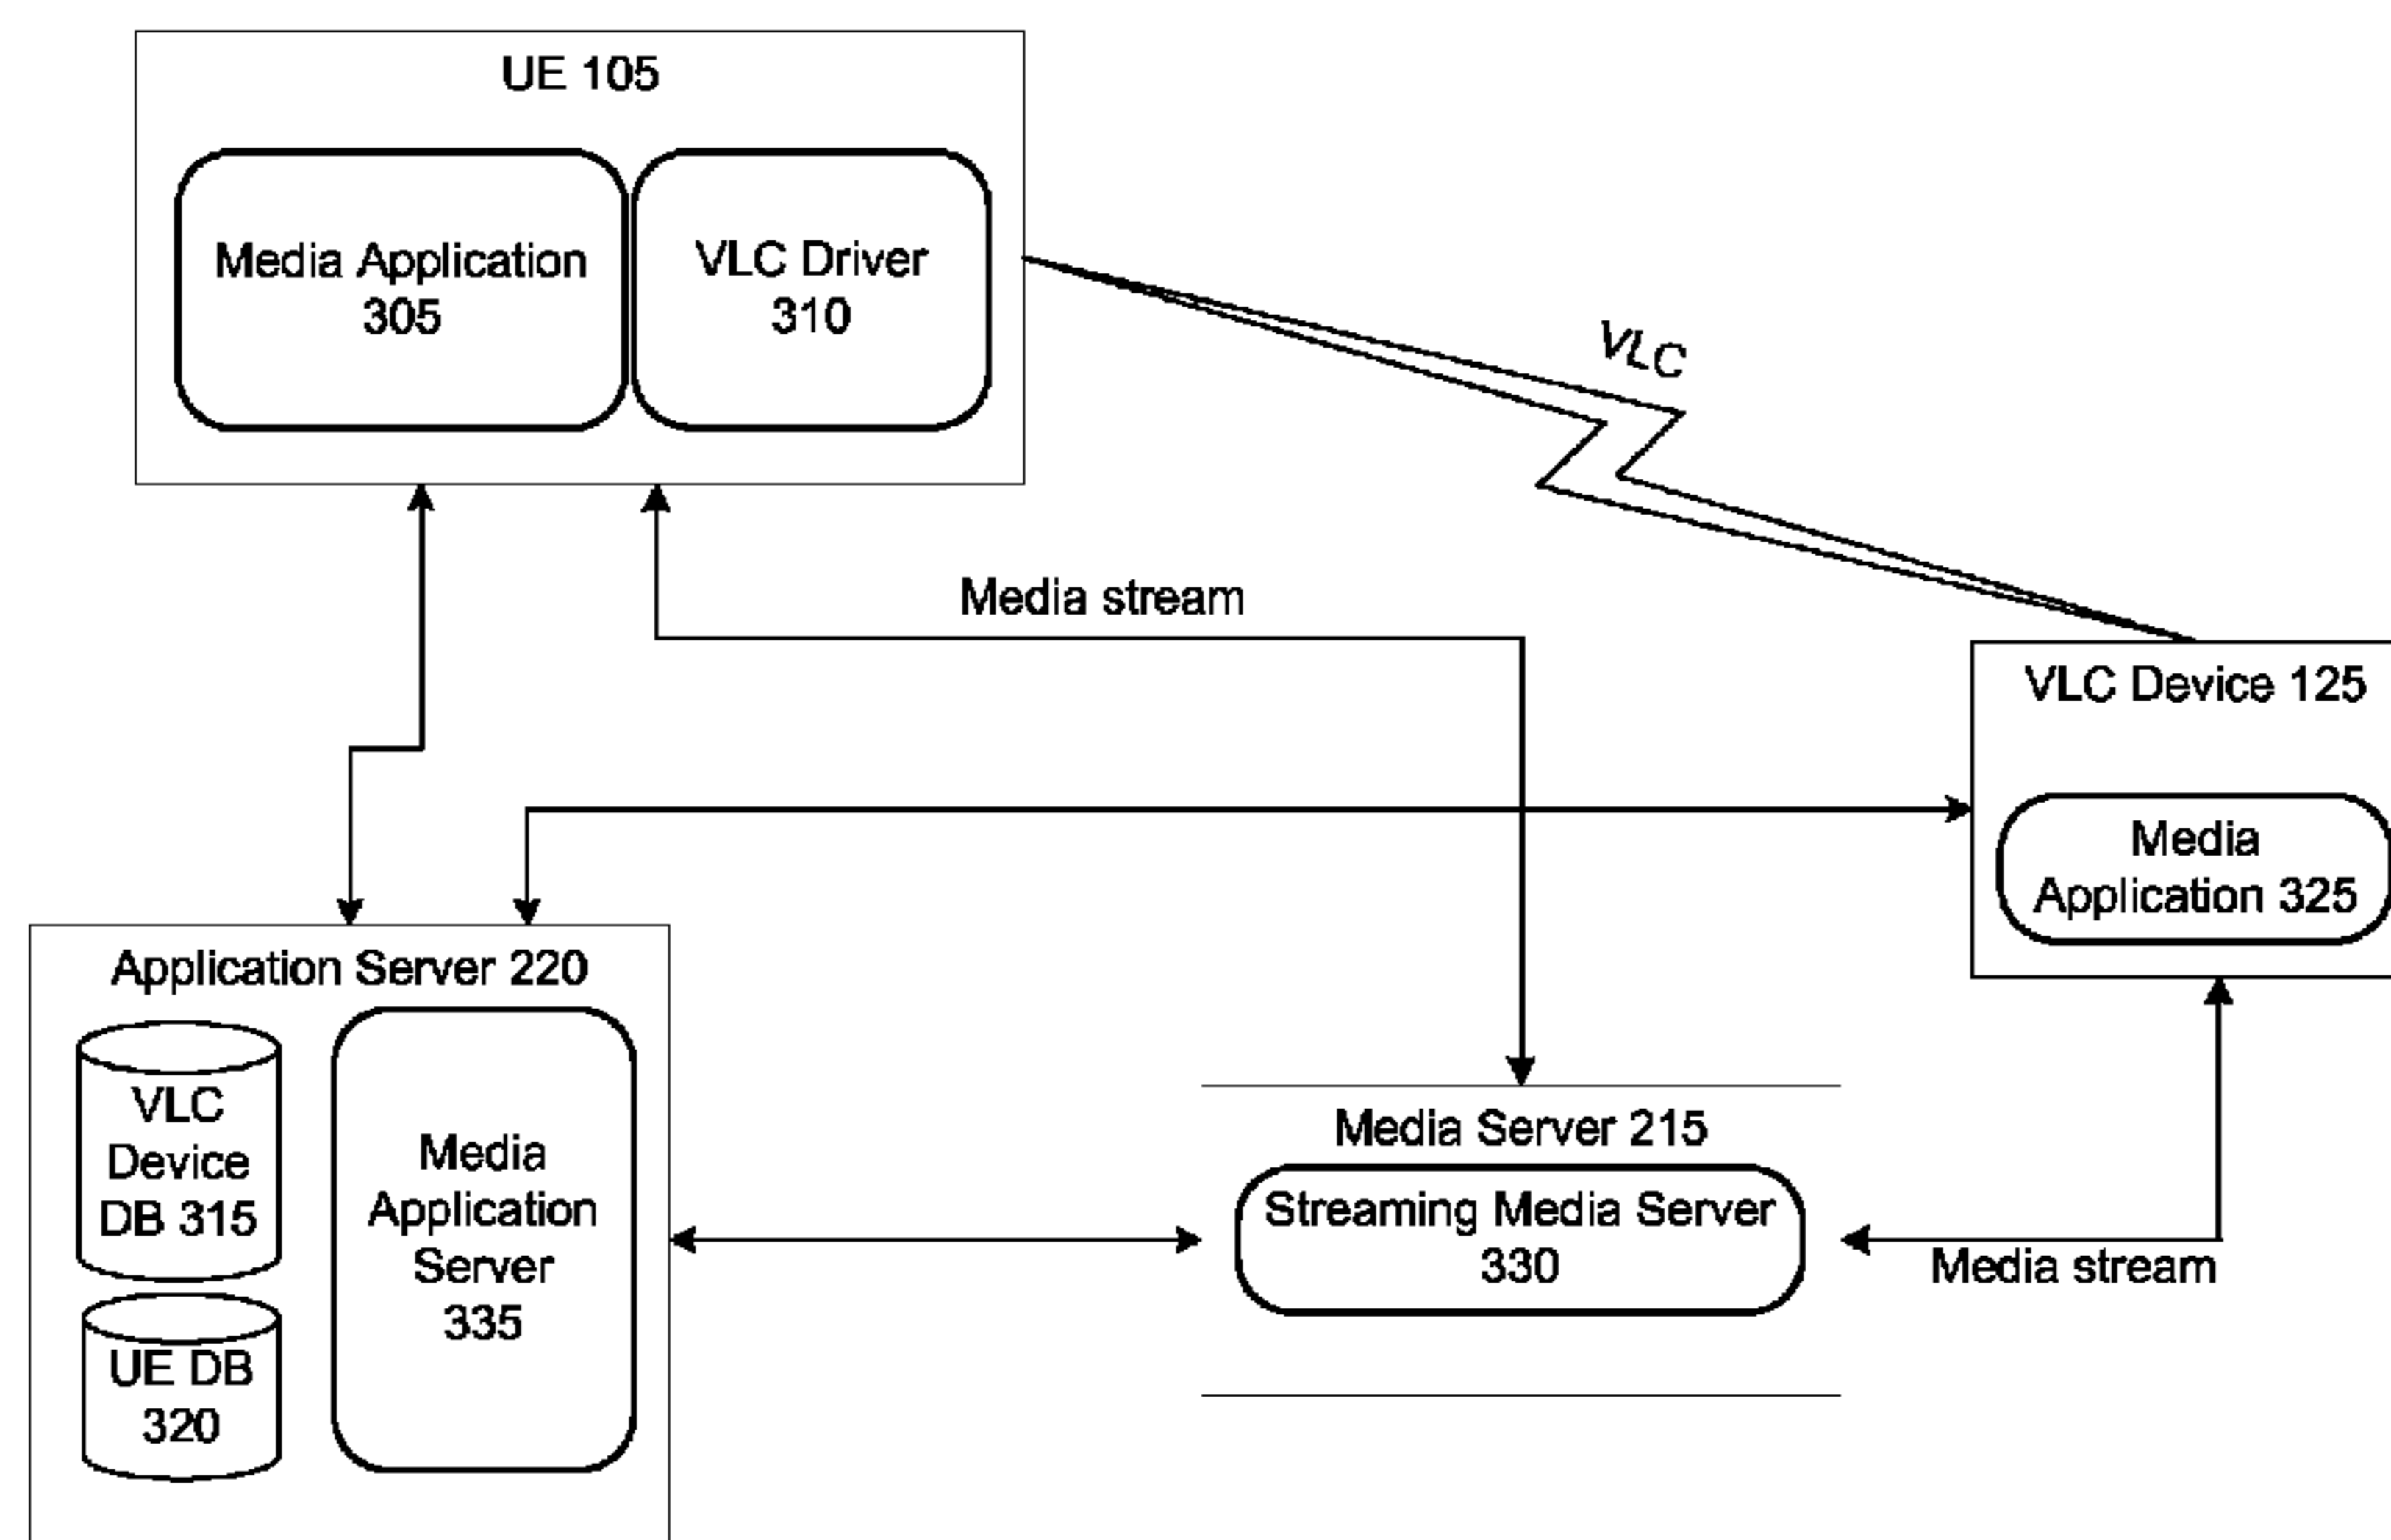 UE 105
Media Application
305
VLC Driver
310
VLC
Media stream
VLC Device 125
Media
Application 325
Application Server 220
VLC
Device
DB 315
UE DB
320
Media
Application
Server
335
Media Server 215
Streaming Media Server
330
Media stream